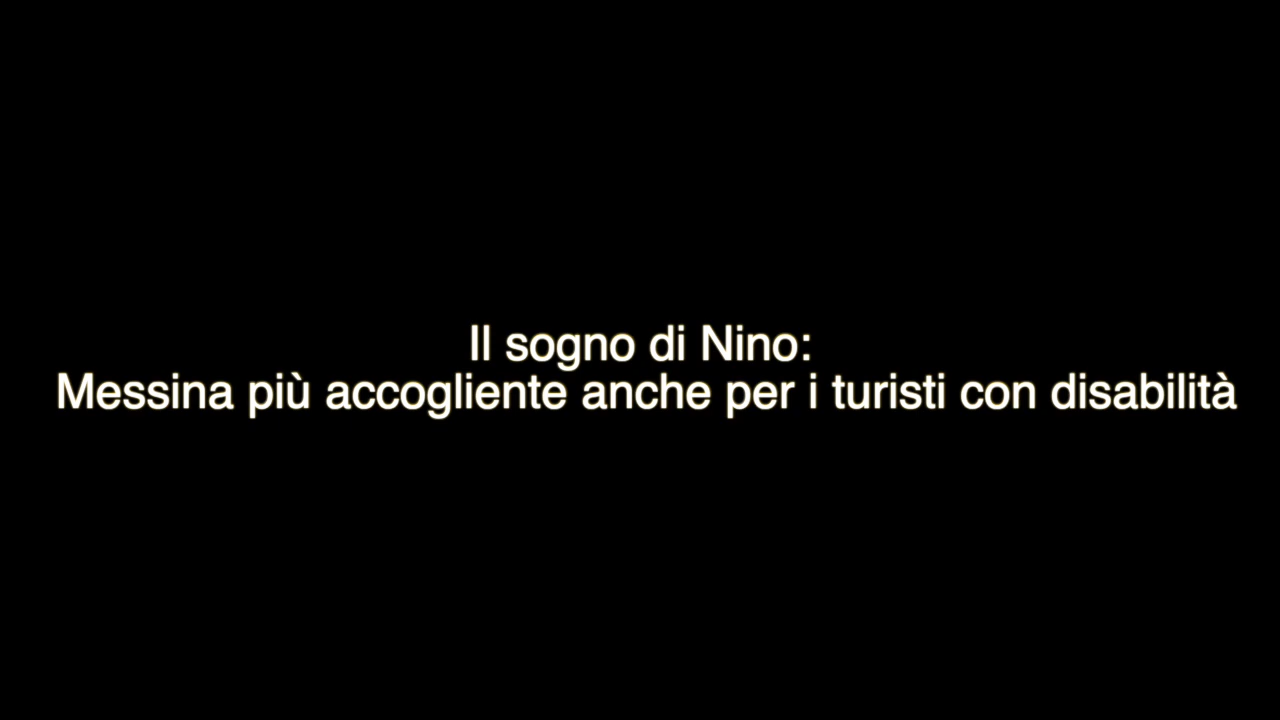 Il sogno di Nino:
Messina più accogliente anche per i turisti con disabilità